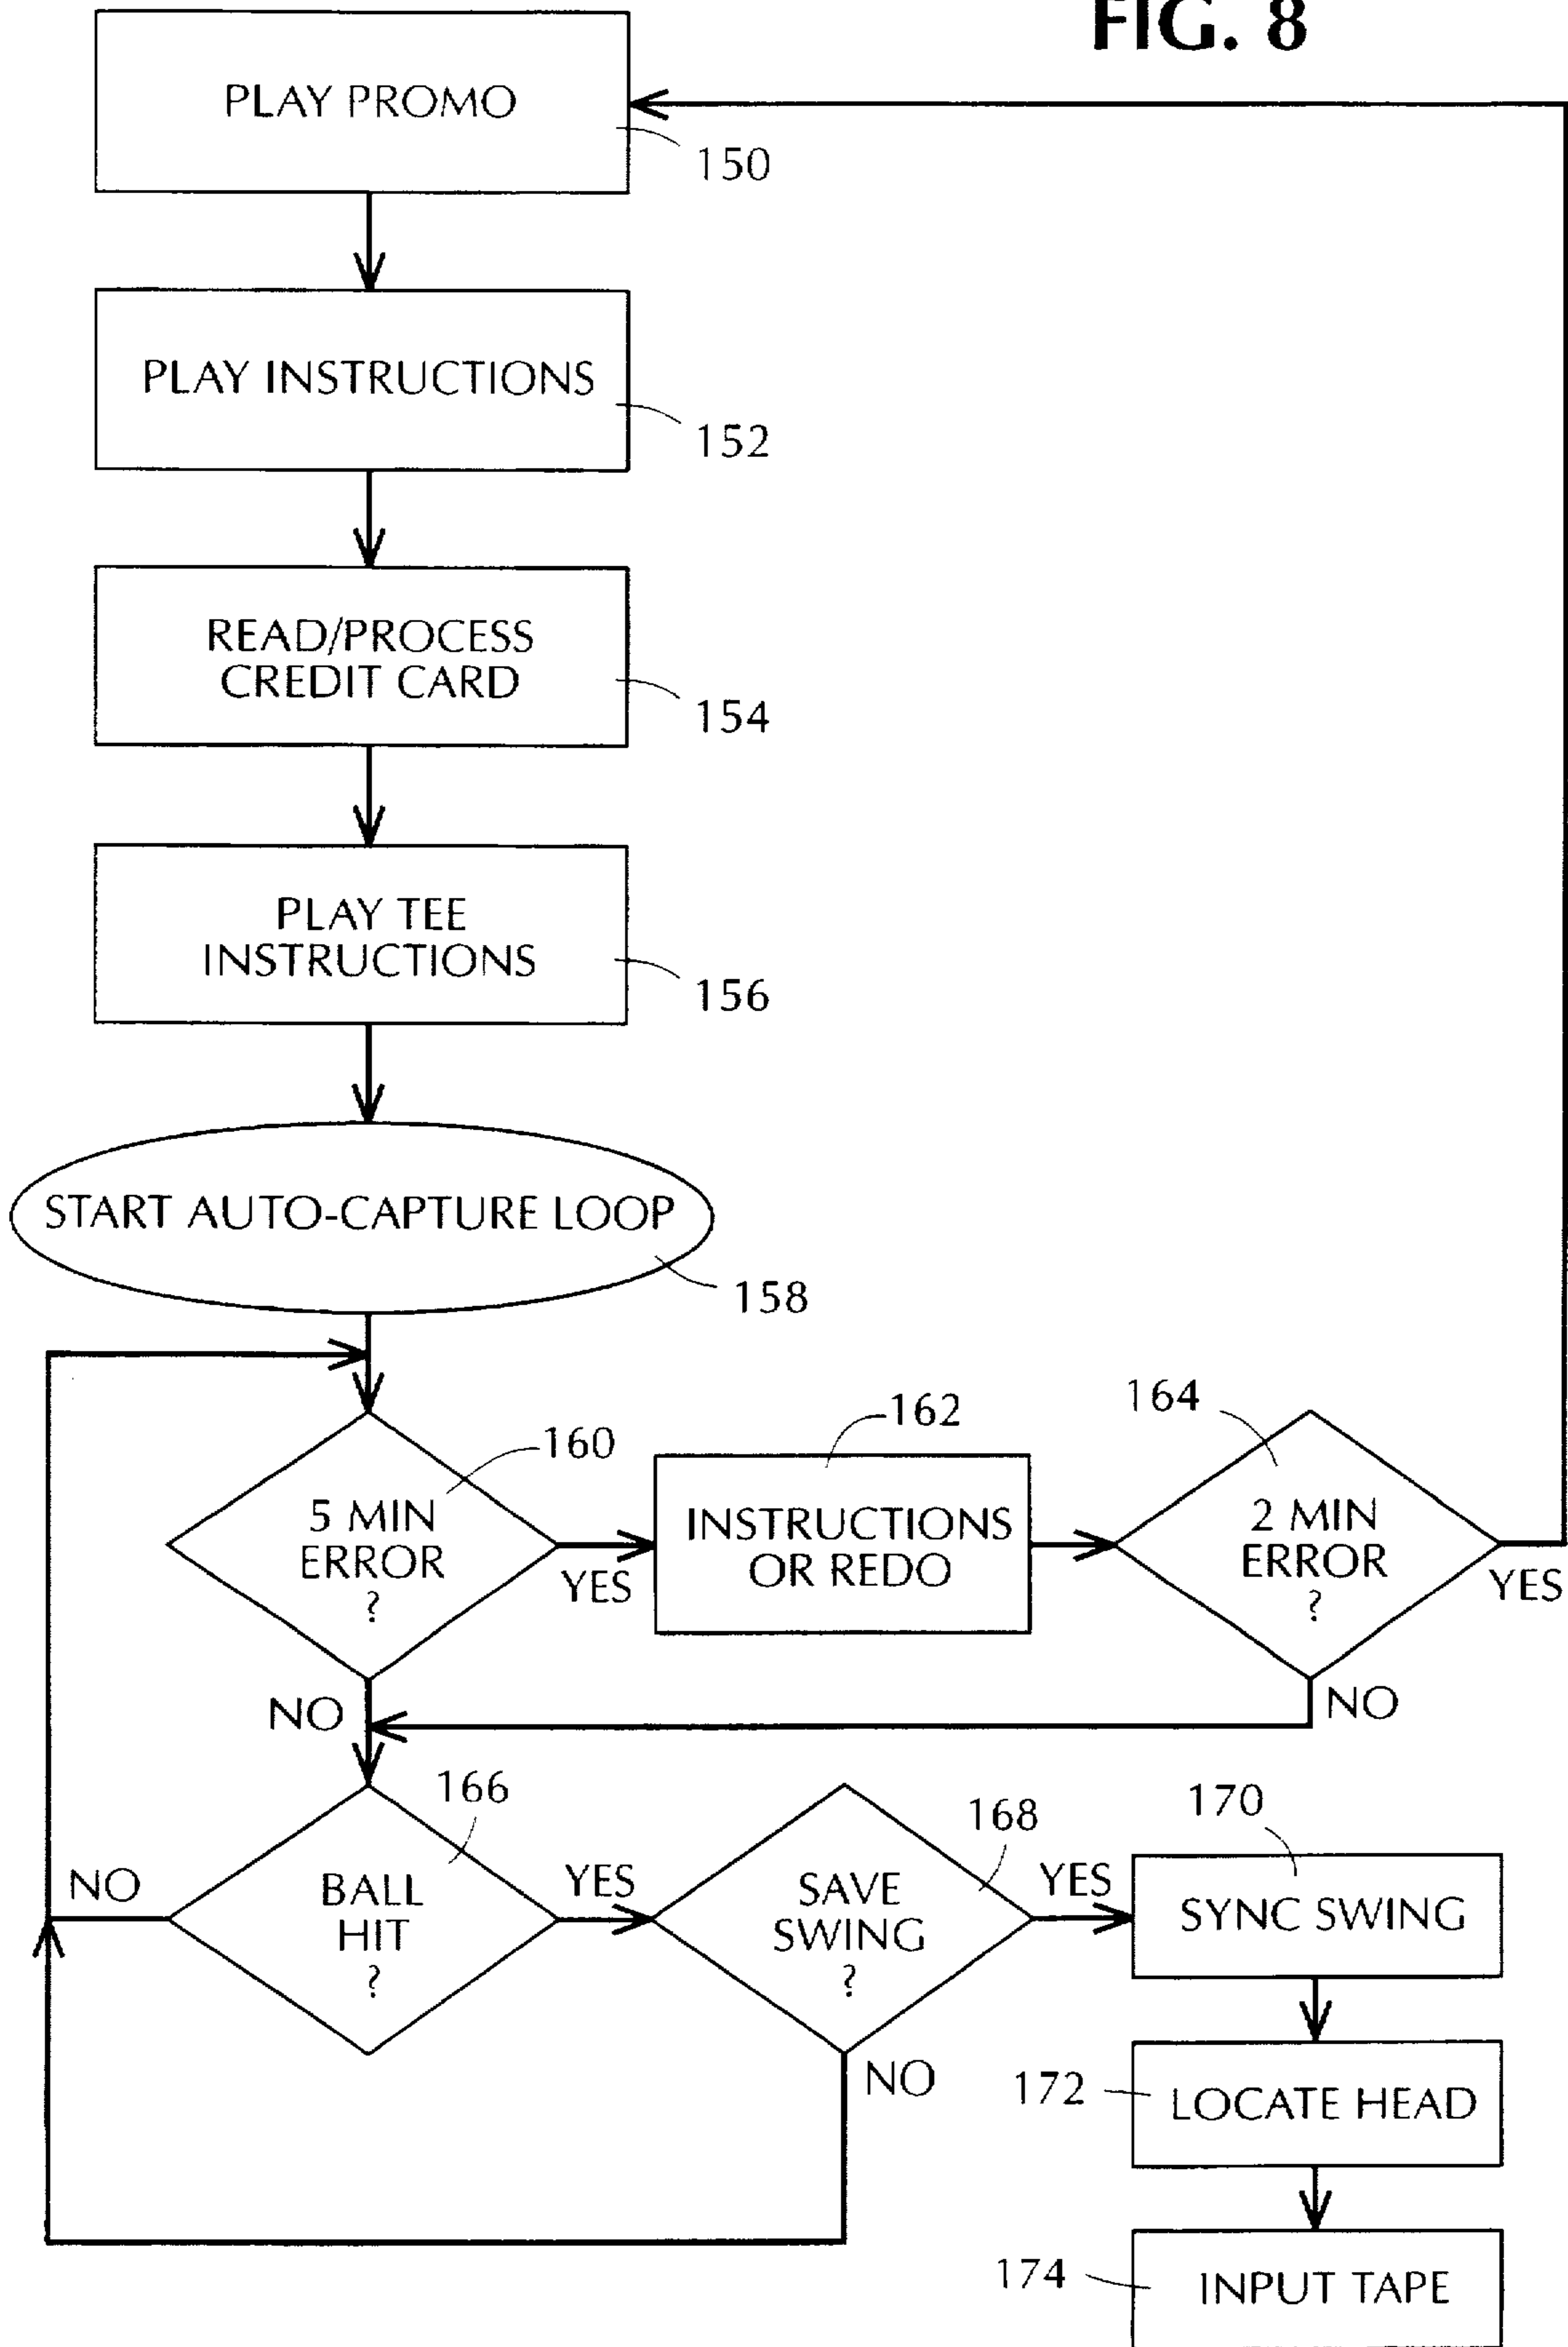 FIG. 8
PLAY PROMO
150
PLAY INSTRUCTIONS
152
READ/PROCESS
CREDIT CARD
154
PLAY TEE
INSTRUCTIONS
156
START AUTO-CAPTURE LOOP
158
160
5 MIN
ERROR
?
YES
NO
162
INSTRUCTIONS
OR REDO
164
2 MIN
ERROR
?
YES
NO
166
BALL
HIT
?
NO
YES
168
SAVE
SWING
?
YES
NO
170
SYNC SWING
172
LOCATE HEAD
174
INPUT TAPE